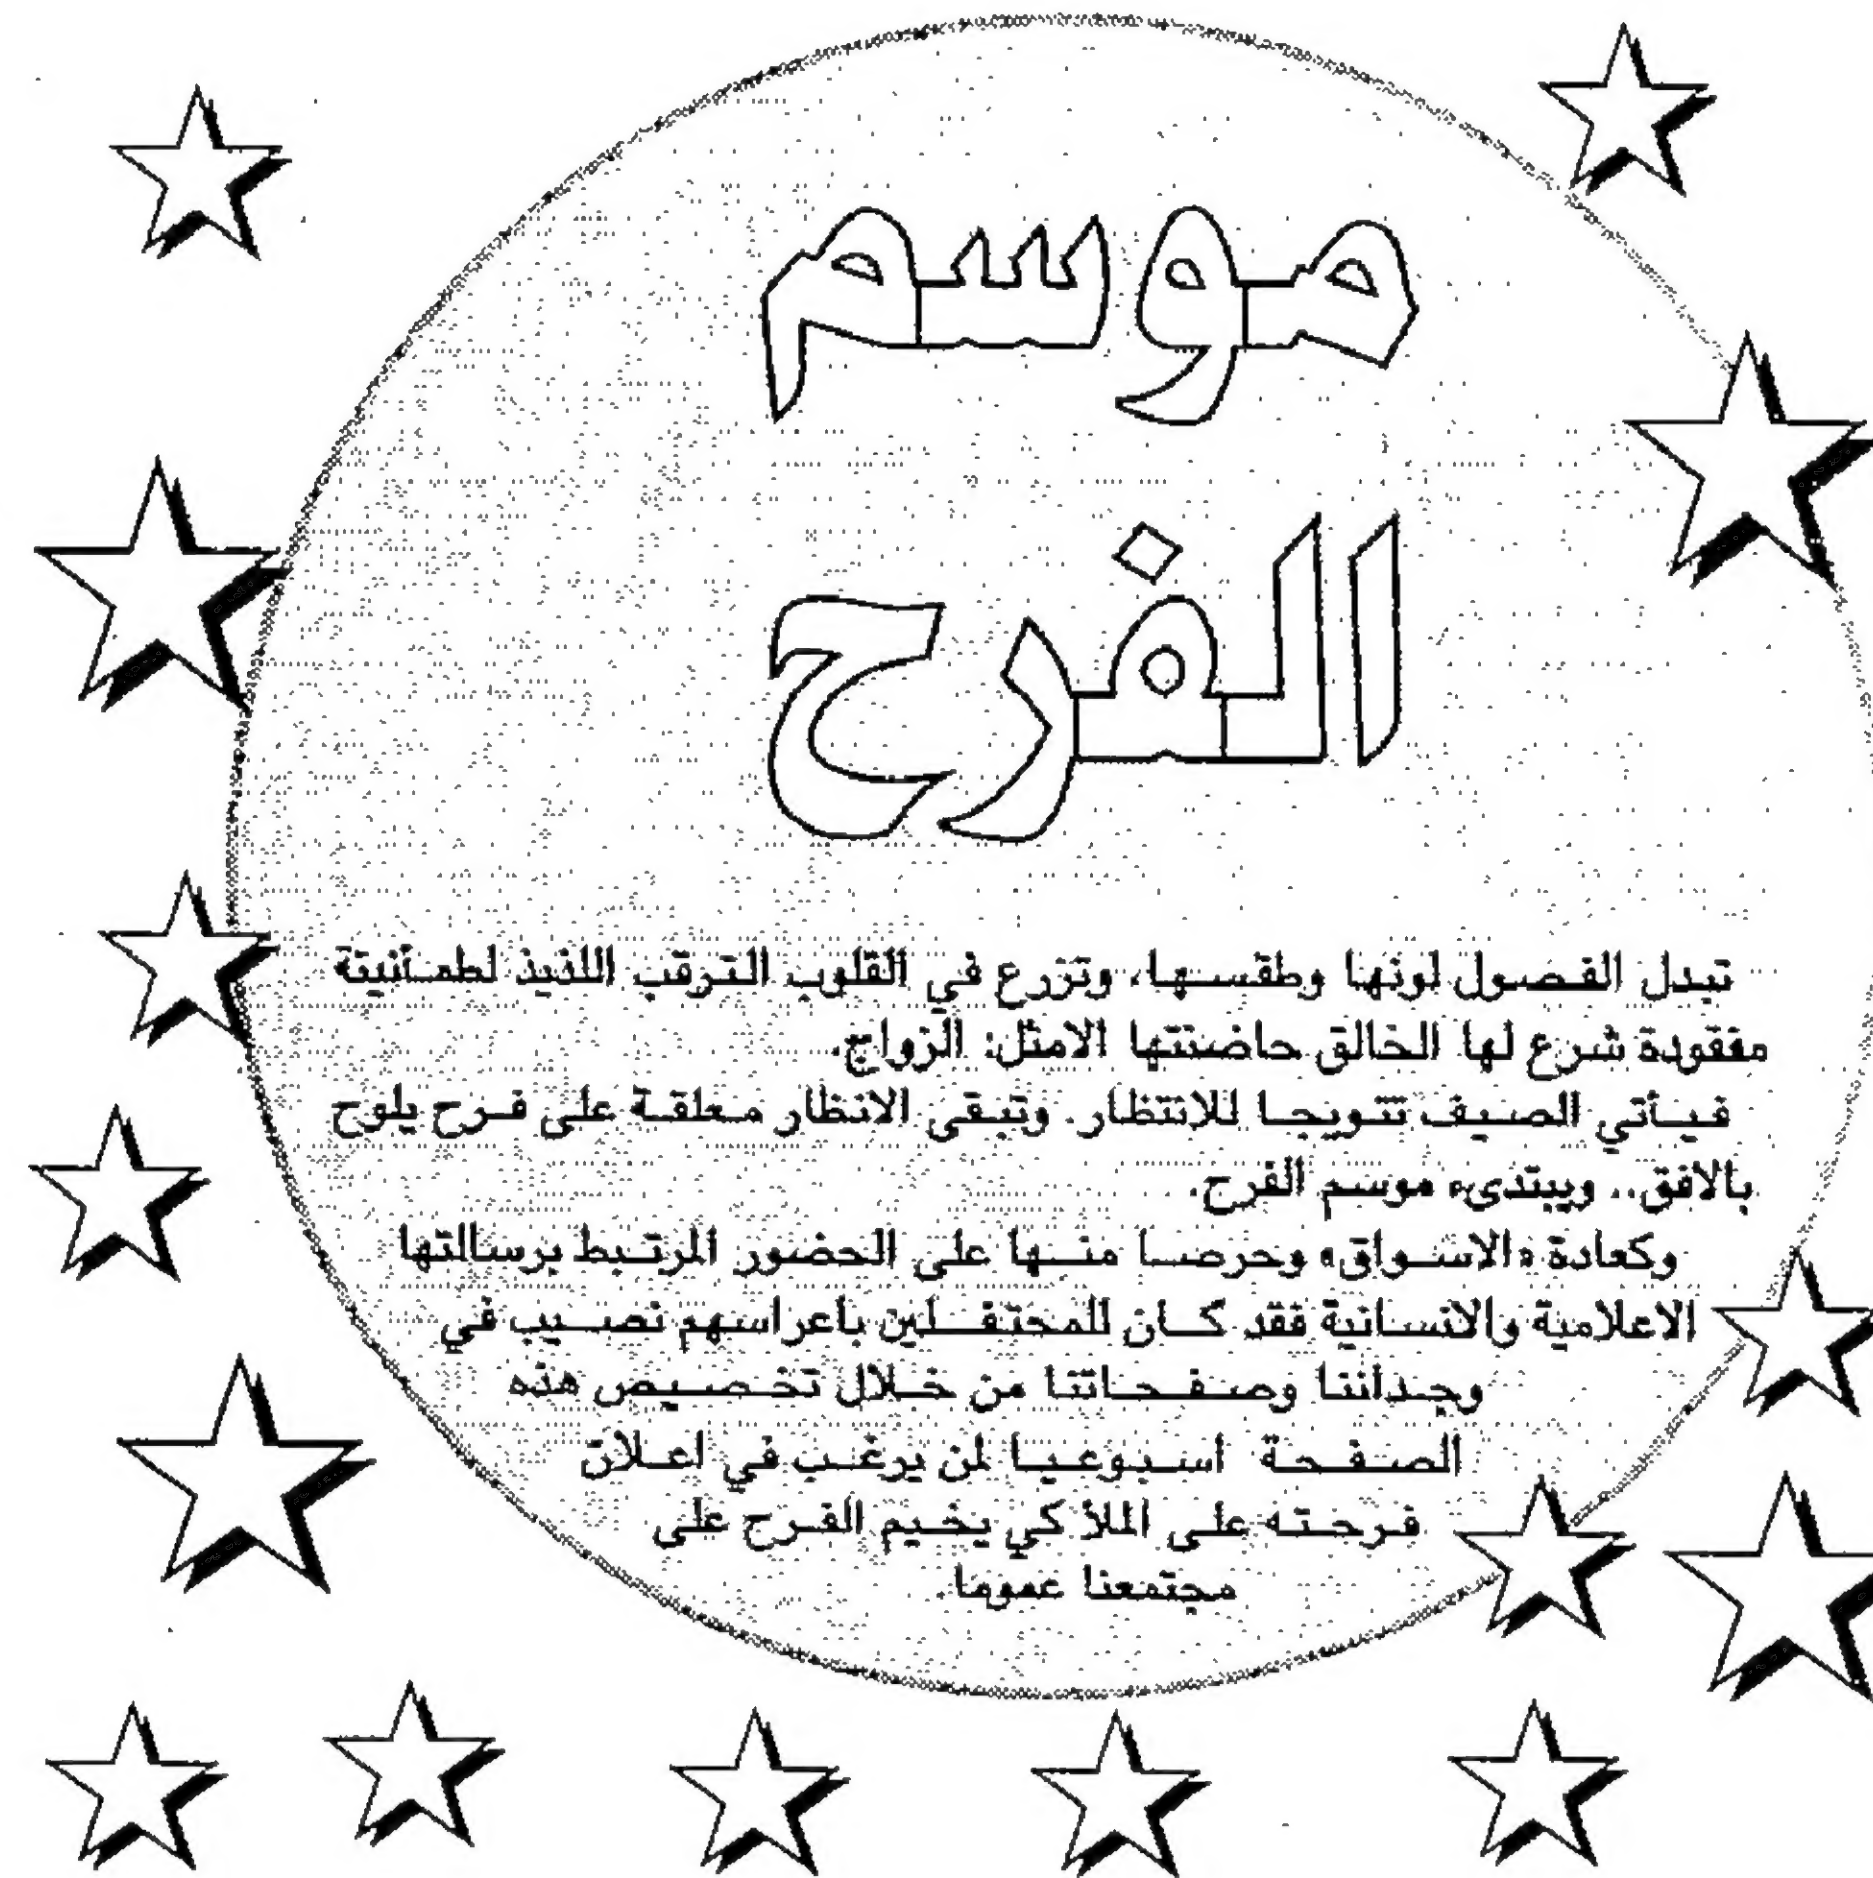 موسم
الفرح
تبدل الفصول لونها وطقسها، وتزرع في القلوب الترقب اللذيذ لطمأنينة
مفقودة شرع لها الخالق حاضنتها الامثل: الزواج.
فيأتي الصيف تتويجا للانتظار. وتبقى الانظار معلقة على فرح يلوح
بالافق.. ويبتدىء موسم الفرح.
وكعادة «الاسواق» وحرصا منها على الحضور المرتبط برسالتها
الاعلامية والانسانية فقد كان للمحتفلين باعراسهم نصيب في
وجداننا وصفحاتنا من خلال تخصيص هذه
الصفحة اسبوعيا لمن يرغب في اعلان
فرحته على الملأ كي يخيم الفرح على
مجتمعنا عموما.